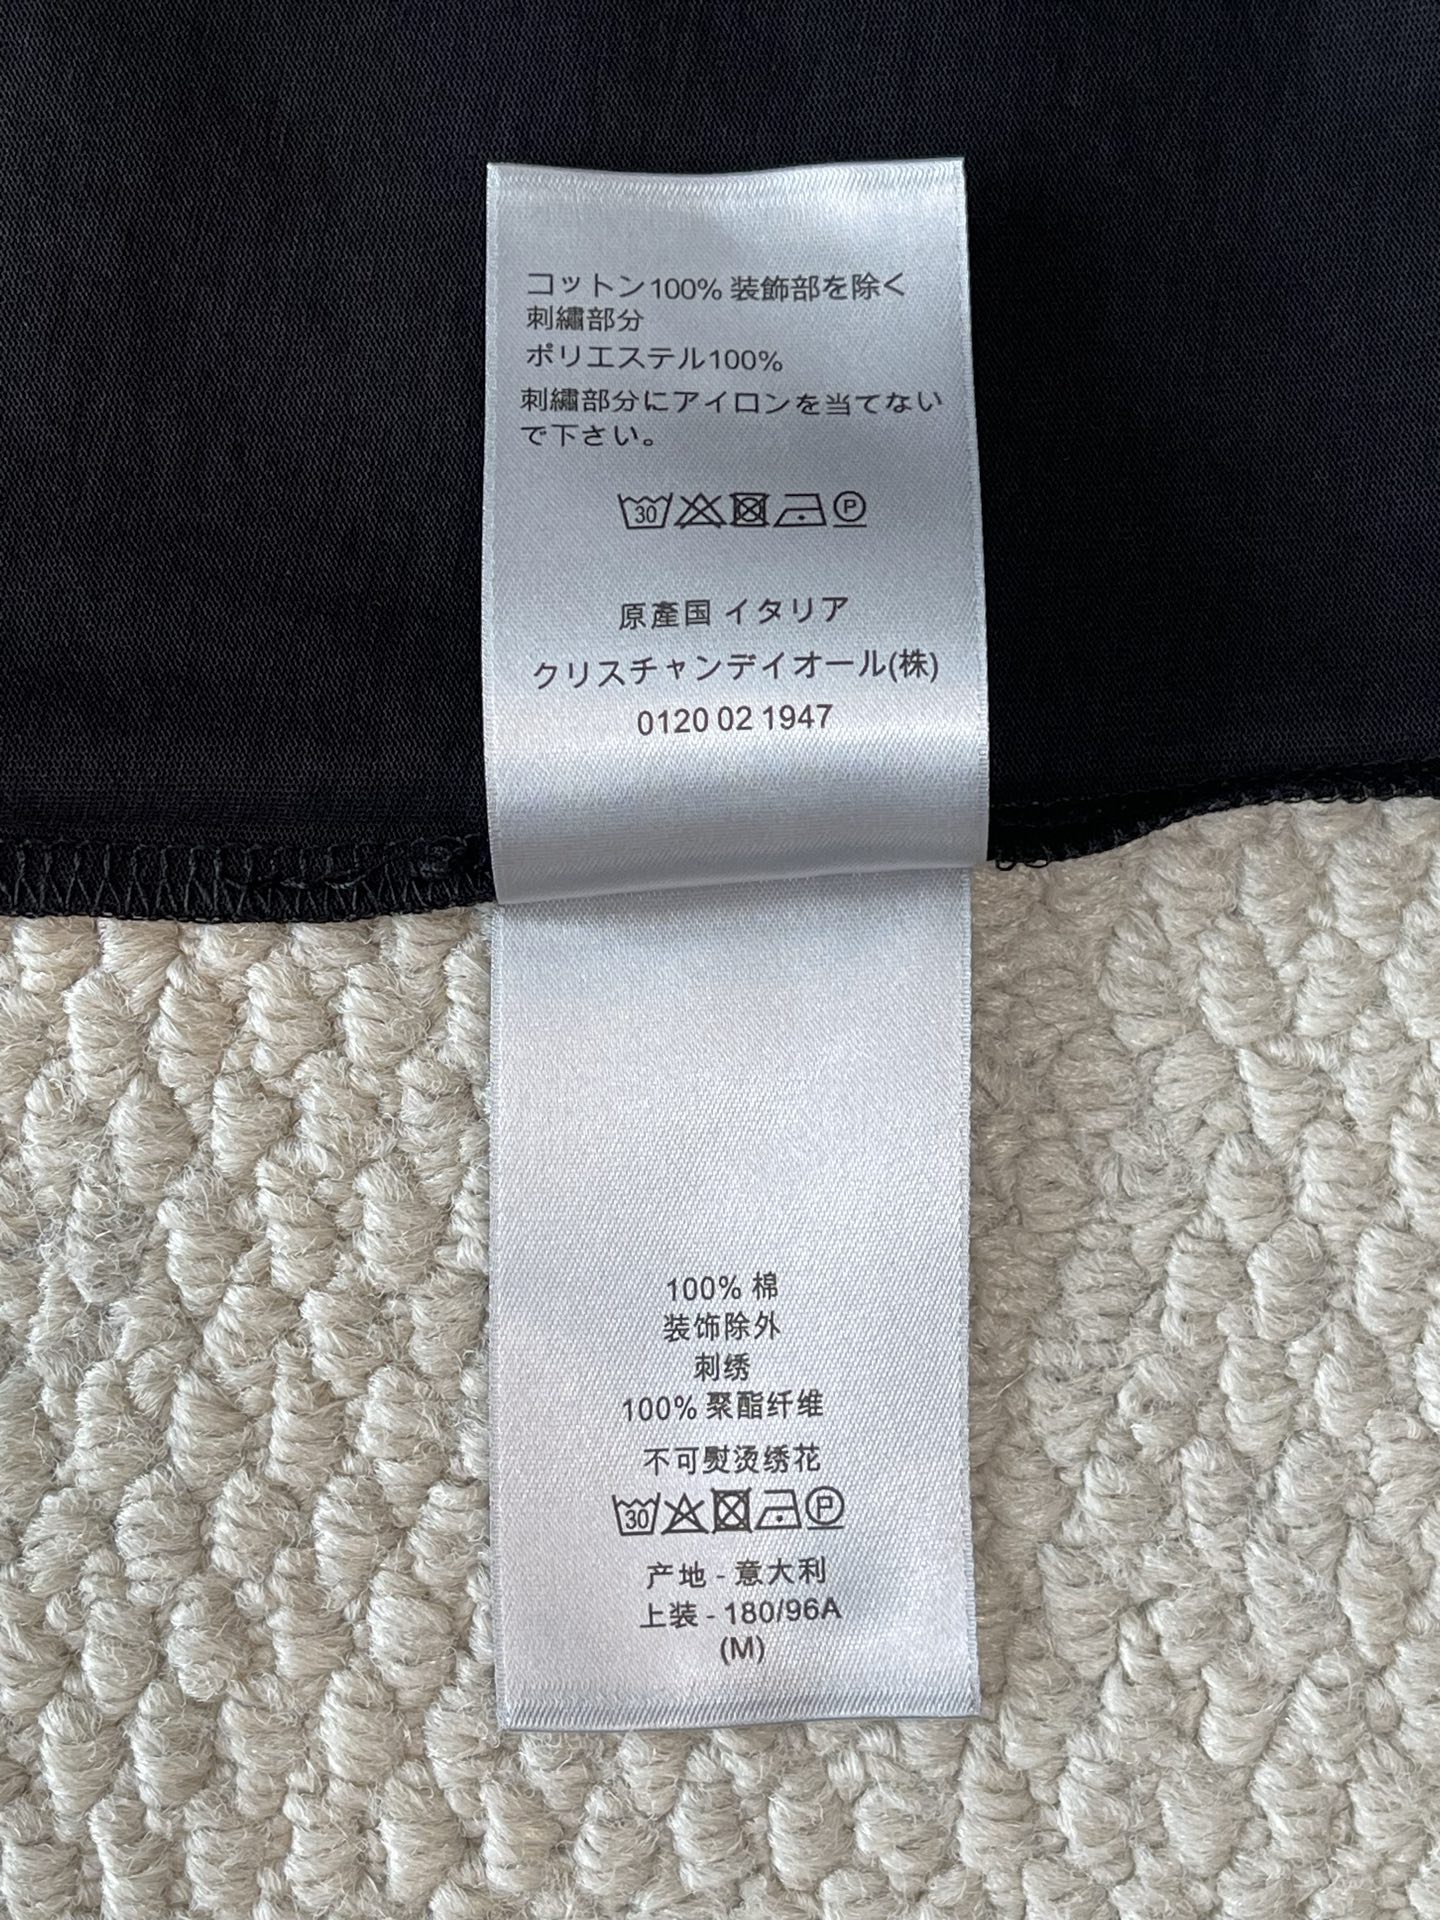 コットン100% 装飾部を除く
刺繍部分
ポリエステル100%
刺繍部分にアイロンを当てない
で下さい。
30 P
原産国 イタリア
クリスチャンデイオール(株)
0120 02 1947
100% 棉
装饰除外
刺绣
100% 聚酯纤维
不可熨烫绣花
30 P
产地 - 意大利
上装 - 180/96A
(M)